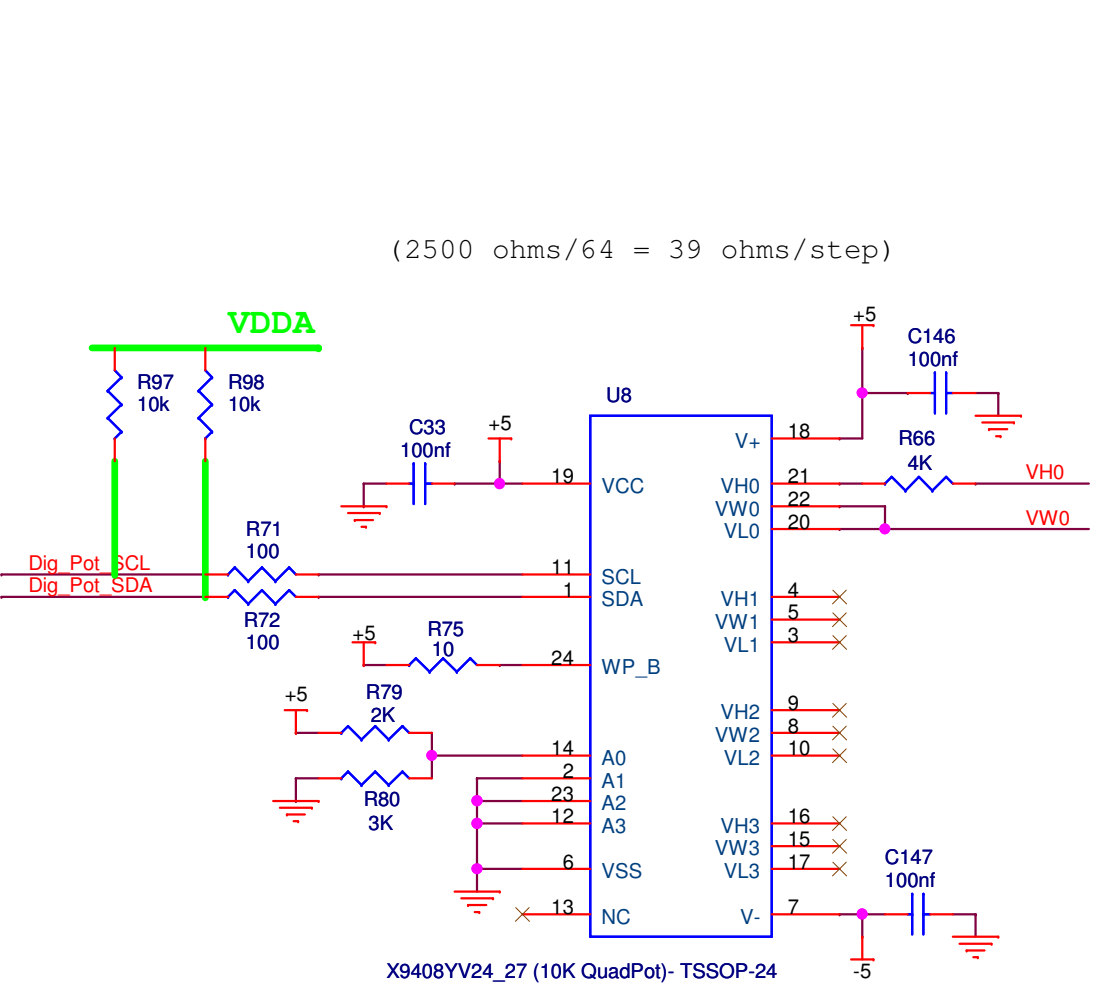 (2500 ohms/64 = 39 ohms/step)
VDDA
R97
10k
R98
10k
C33
100nf
+5
U8
+5
C146
100nf
R66
4K
VH0
VW0
Dig_Pot_SCL
Dig_Pot_SDA
R71
100
R72
100
+5
R75
10
+5
R79
2K
R80
3K
19 VCC
11 SCL
1 SDA
24 WP_B
14 A0
2 A1
23 A2
12 A3
6 VSS
13 NC
V+ 18
VH0 21
VW0 22
VL0 20
VH1 4
VW1 5
VL1 3
VH2 9
VW2 8
VL2 10
VH3 16
VW3 15
VL3 17
V- 7
C147
100nf
-5
X9408YV24_27 (10K QuadPot)- TSSOP-24